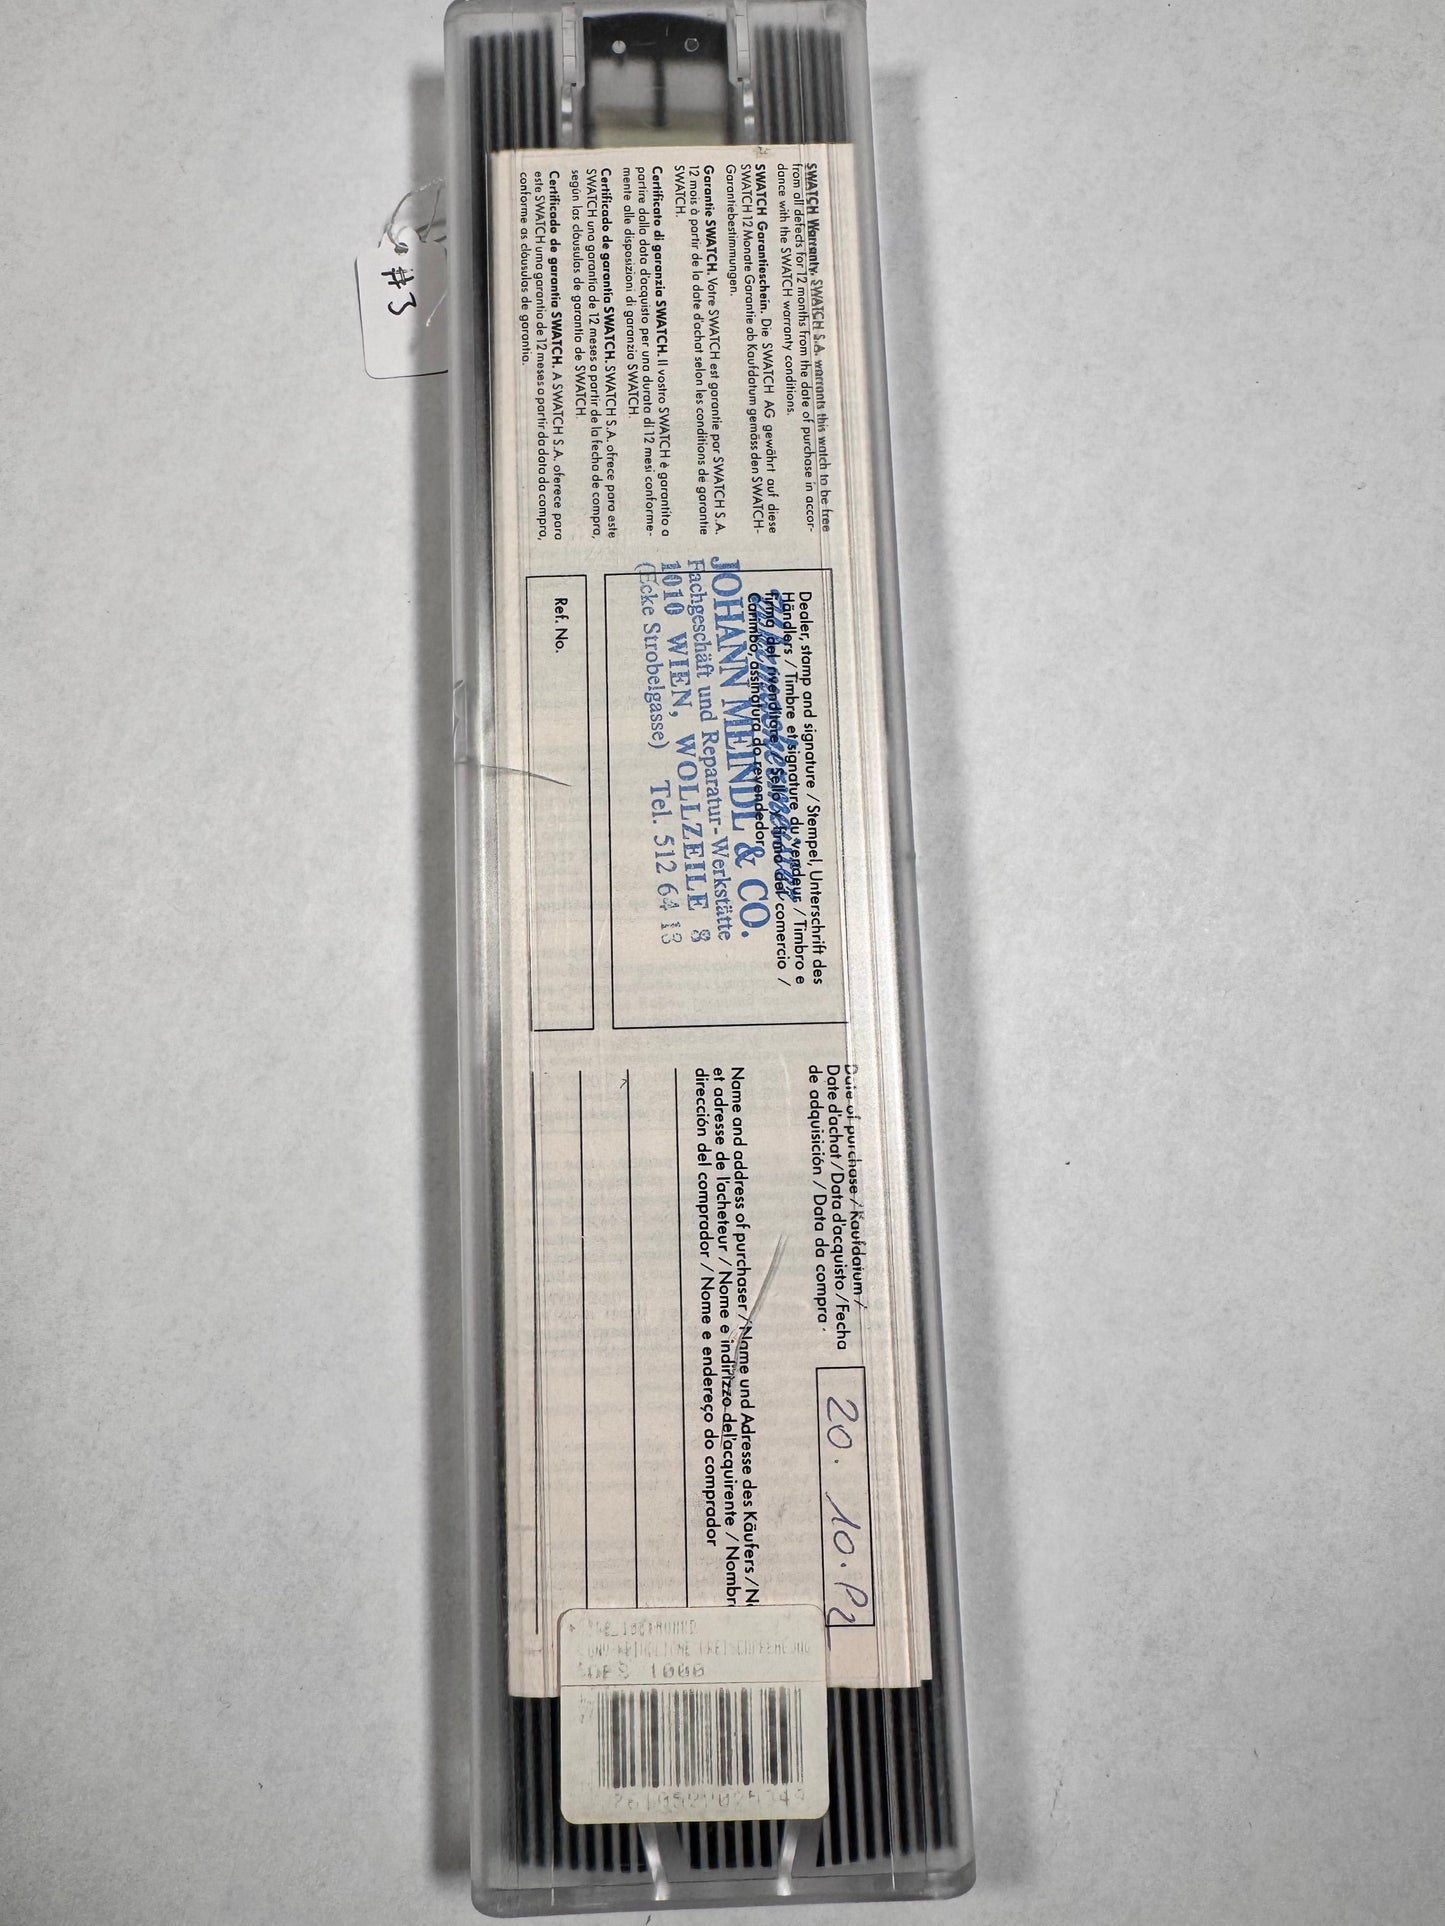 #3
SWATCH Warranty. SWATCH S.A. warrants this watch to be free
from all defects for 12 months from the date of purchase in accor-
dance with the SWATCH warranty conditions.
SWATCH Garantieschein. Die SWATCH AG gewährt auf diese
SWATCH 12 Monate Garantie ab Kaufdatum gemäss den SWATCH-
Garantiebestimmungen.
Garantie SWATCH. Votre SWATCH est garantie par SWATCH S.A.
12 mois à partir de la date d'achat selon les conditions de garantie
SWATCH.
Certificato di garanzia SWATCH. Il vostro SWATCH è garantito a
partire dalla data d'acquisto per una durata di 12 mesi conforme-
mente alle disposizioni di garanzia SWATCH.
Certificado de garantía SWATCH. SWATCH S.A. ofrece para este
SWATCH una garantía de 12 meses a partir de la fecha de compra,
según las cláusulas de garantía de SWATCH.
Certificado de garantia SWATCH. A SWATCH S.A. oferece para
este SWATCH uma garantia de 12 meses a partir da data da compra,
conforme as cláusulas de garantia.
Dealer, stamp and signature / Stempel, Unterschrift des
Händlers / Timbre et signature du vendeur / Timbro e
firma del rivenditore / Sello y firma del comercio /
Carimbo, assinatura do revendedor
Uhrmachermeister
JOHANN MEINDL & CO.
Fachgeschäft und Reparatur-Werkstätte
1010 WIEN, WOLLZEILE 8
(Ecke Strobelgasse) Tel. 512 64 13
Ref. No.
Date of purchase / Kaufdatum /
Date d'achat / Data d'acquisto / Fecha
de adquisición / Data da compra
20. 10. 92
Name and address of purchaser / Name und Adresse des Käufers / N
et adresse de l'acheteur / Nome e indirizzo dell'acquirente / Nombr
dirección del comprador / Nome e endereço do comprador
1000